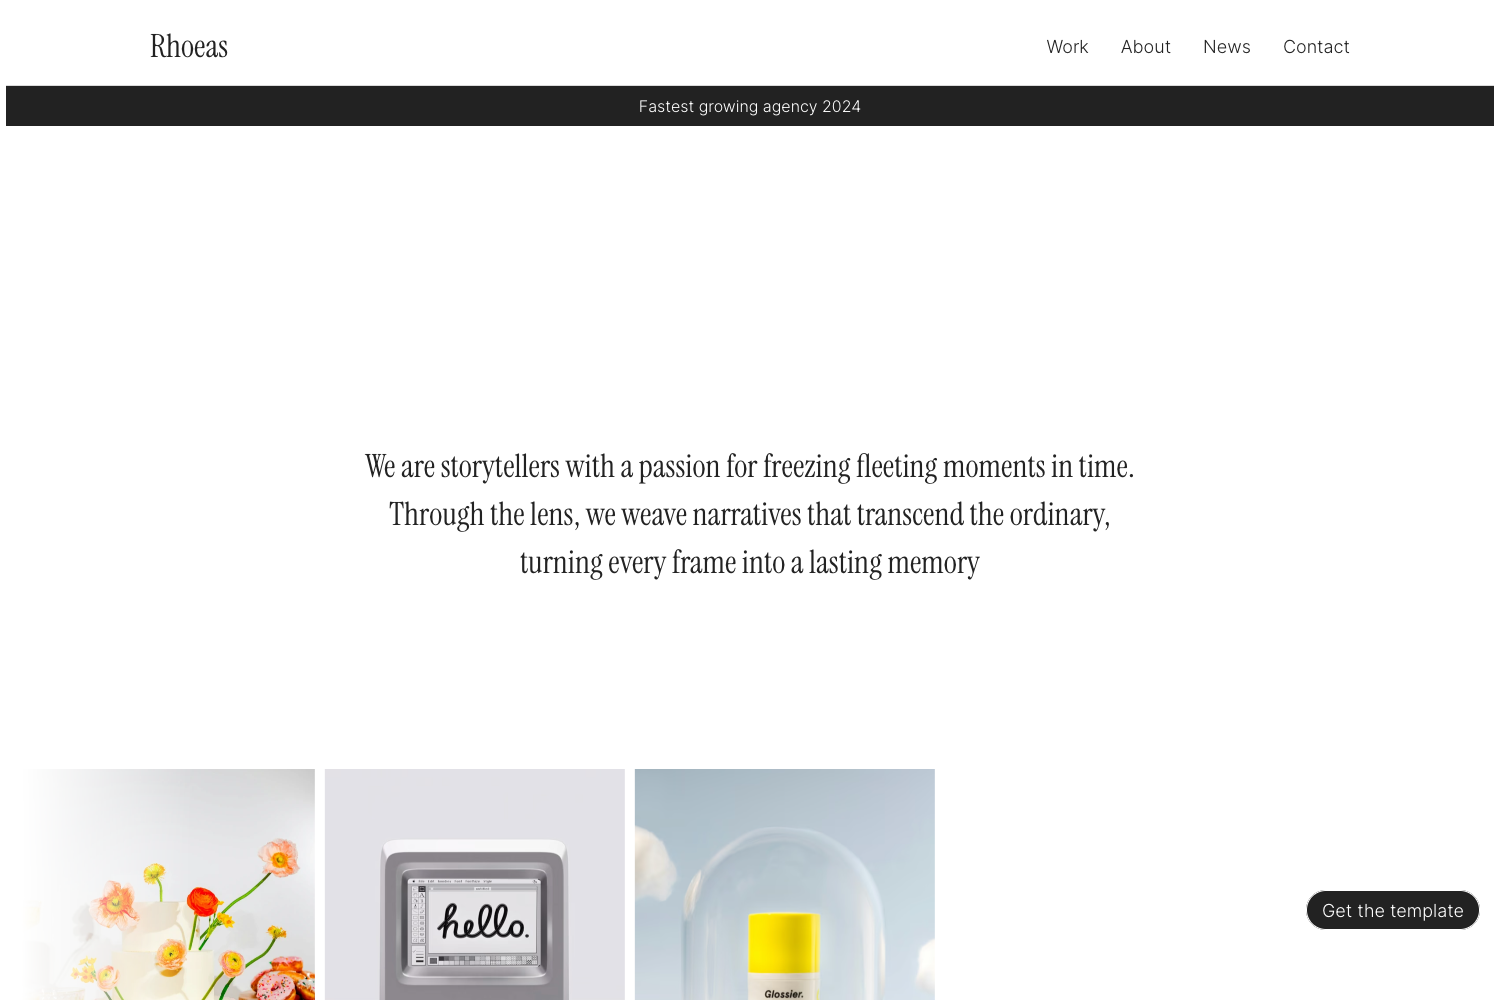 Rhoeas
Work
About
News
Contact
Fastest growing agency 2024
We are storytellers with a passion for freezing fleeting moments in time.
Through the lens, we weave narratives that transcend the ordinary,
turning every frame into a lasting memory
hello.
Glossier.
Get the template